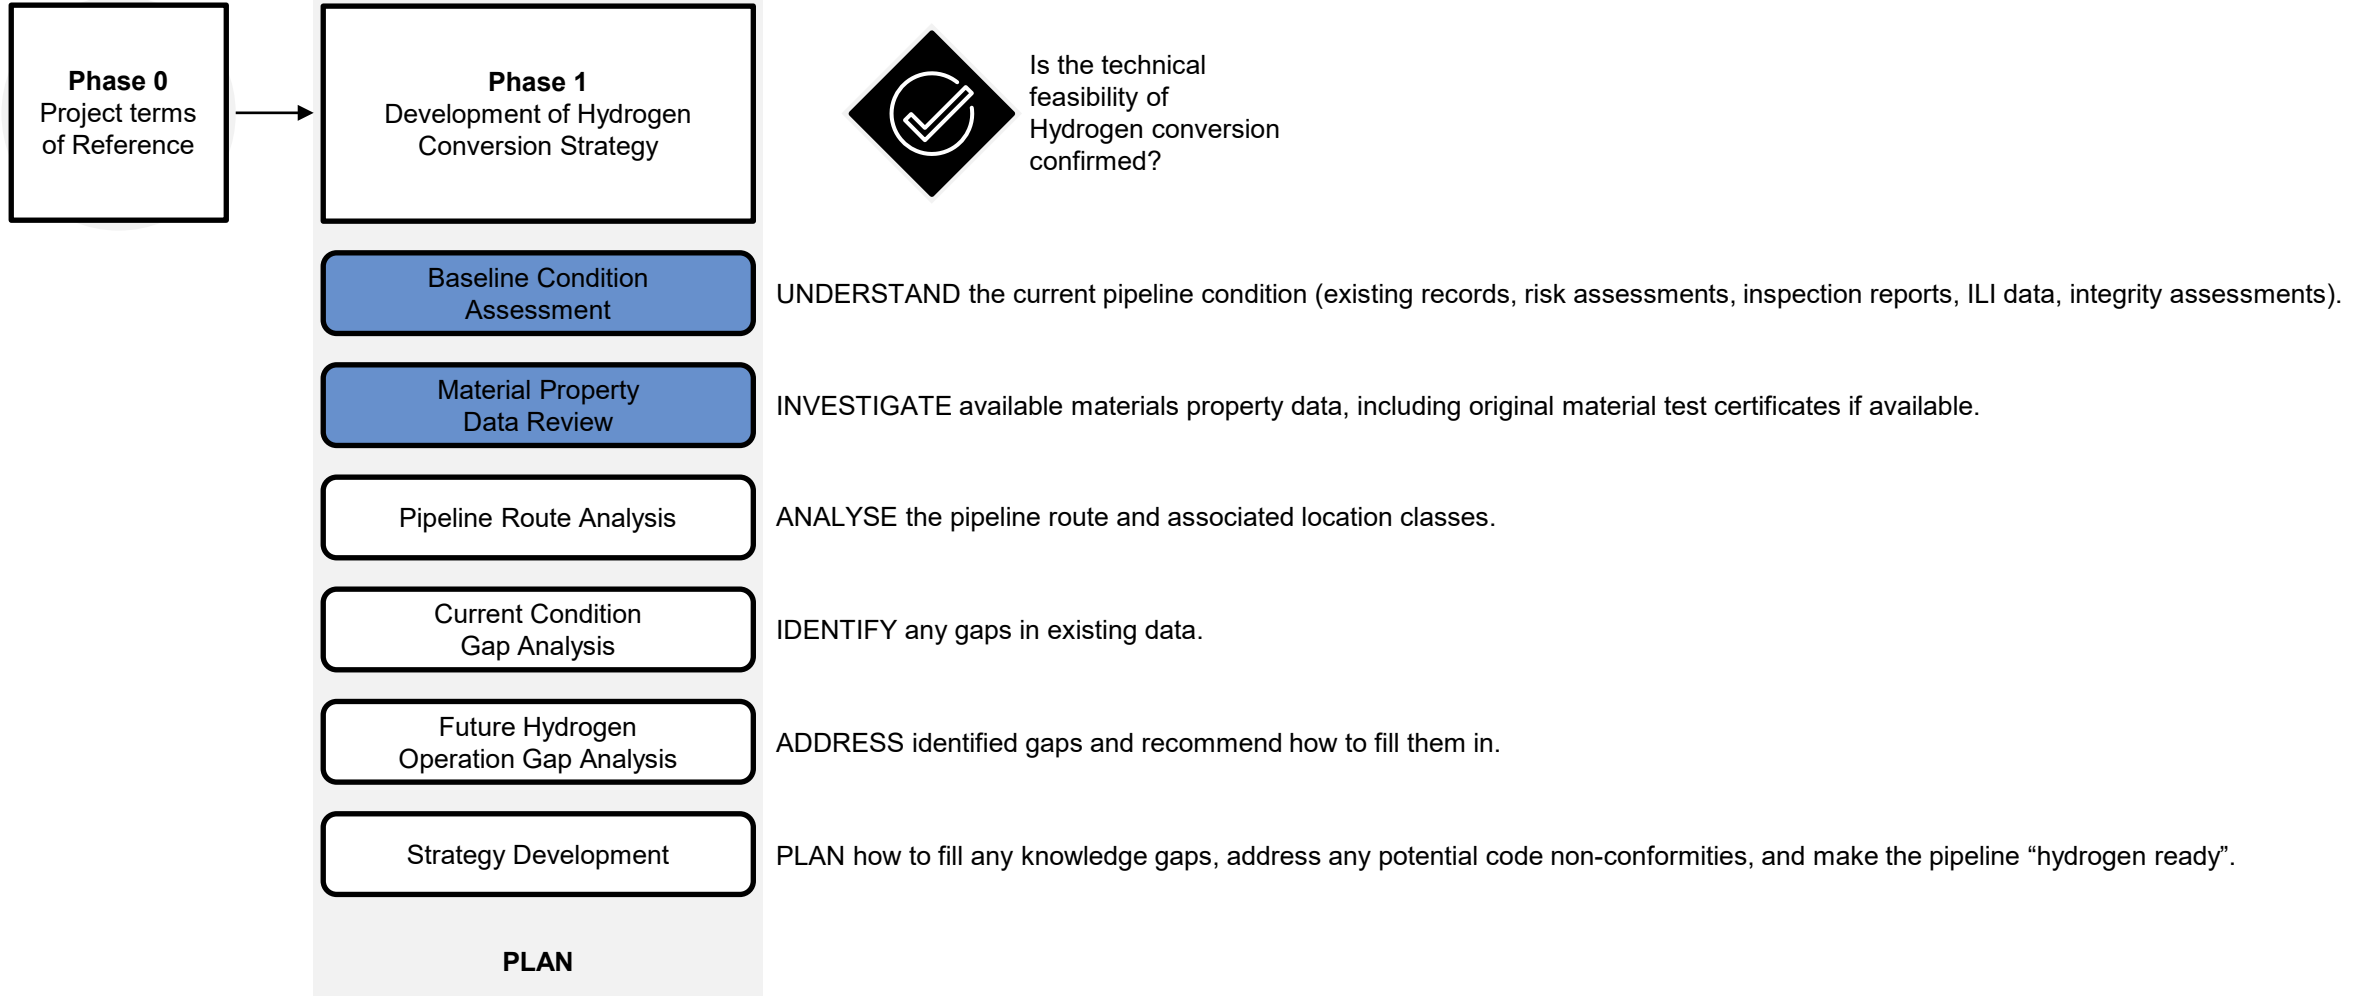 Phase 0
Project terms
of Reference
Phase 1
Development of Hydrogen
Conversion Strategy
Is the technical
feasibility of
Hydrogen conversion
confirmed?
Baseline Condition
Assessment
UNDERSTAND the current pipeline condition (existing records, risk assessments, inspection reports, ILI data, integrity assessments).
Material Property
Data Review
INVESTIGATE available materials property data, including original material test certificates if available.
Pipeline Route Analysis
ANALYSE the pipeline route and associated location classes.
Current Condition
Gap Analysis
IDENTIFY any gaps in existing data.
Future Hydrogen
Operation Gap Analysis
ADDRESS identified gaps and recommend how to fill them in.
Strategy Development
PLAN how to fill any knowledge gaps, address any potential code non-conformities, and make the pipeline “hydrogen ready”.
PLAN